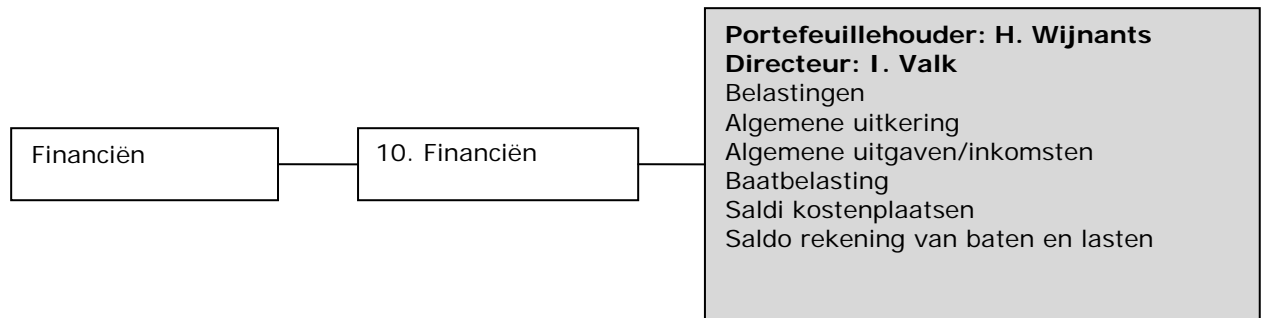 Financiën
10. Financiën
Portefeuillehouder: H. Wijnants
Directeur: I. Valk
Belastingen
Algemene uitkering
Algemene uitgaven/inkomsten
Baatbelasting
Saldi kostenplaatsen
Saldo rekening van baten en lasten